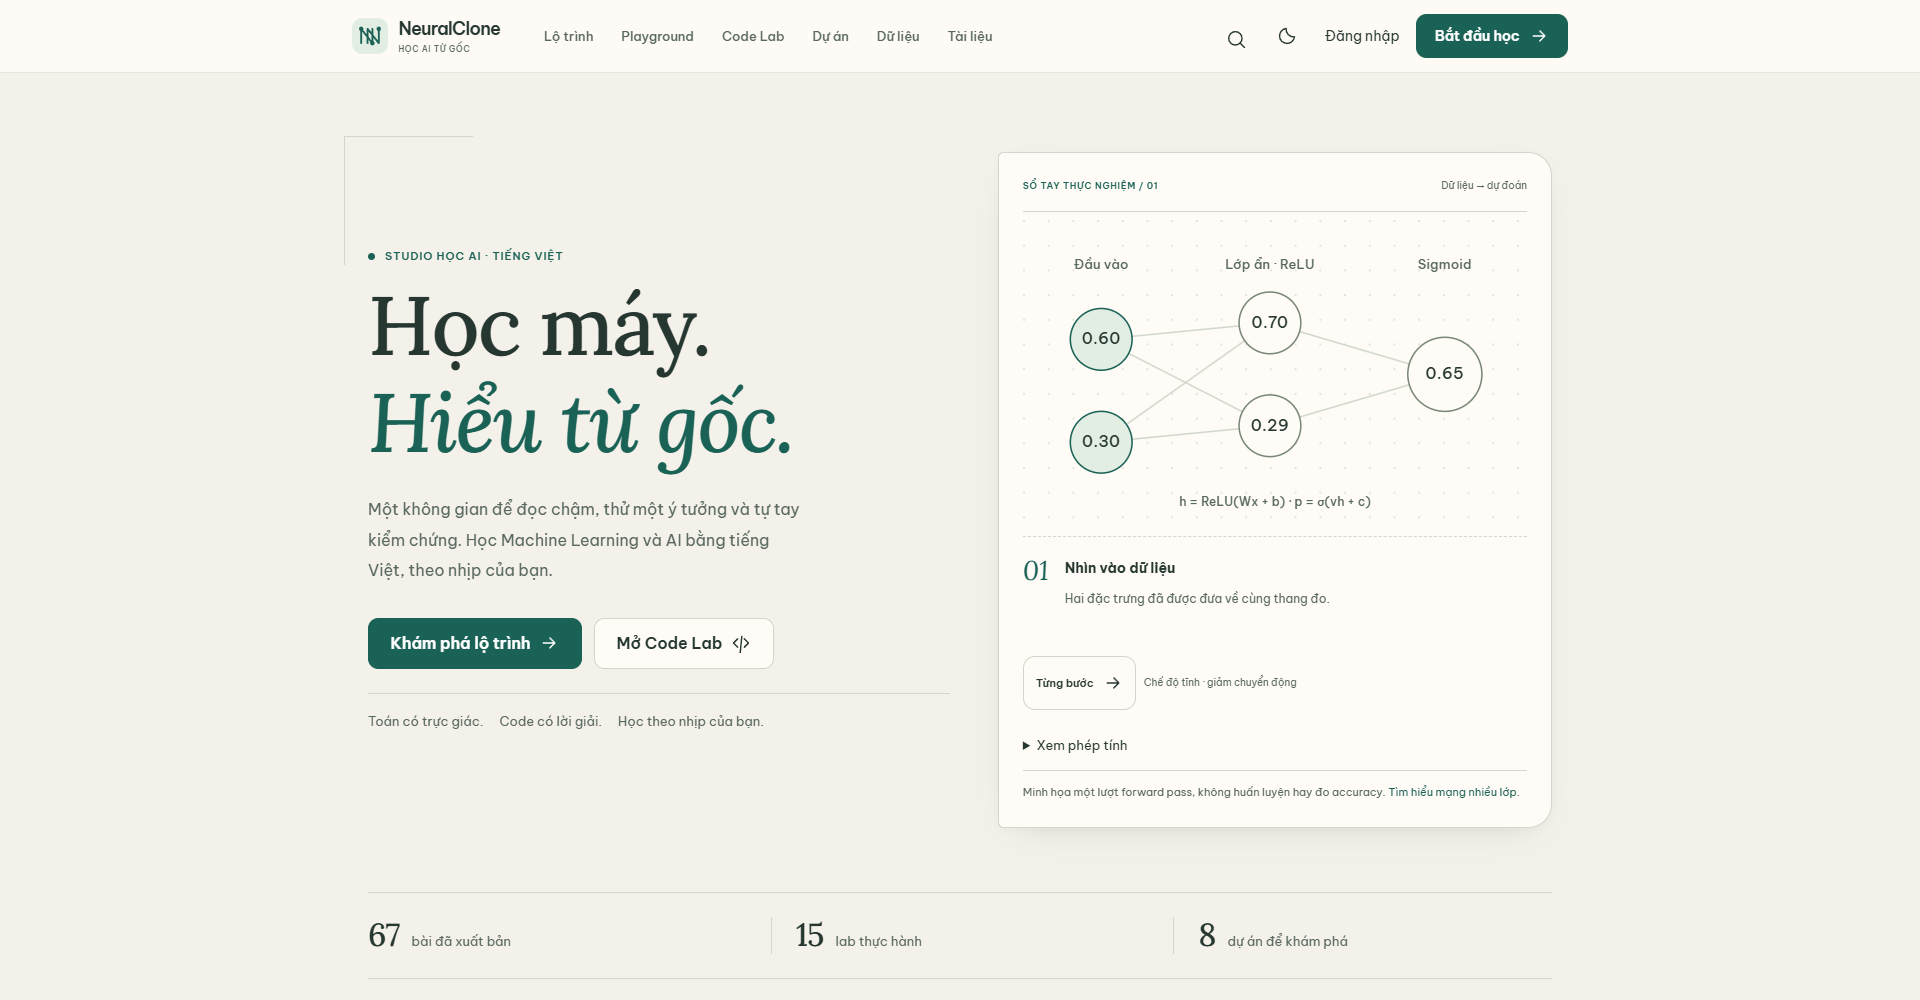 NeuralClone
HỌC AI TỪ GỐC
Lộ trình
Playground
Code Lab
Dự án
Dữ liệu
Tài liệu
Đăng nhập
Bắt đầu học
STUDIO HỌC AI · TIẾNG VIỆT
Học máy.
Hiểu từ gốc.
Một không gian để đọc chậm, thử một ý tưởng và tự tay
kiểm chứng. Học Machine Learning và AI bằng tiếng
Việt, theo nhịp của bạn.
Khám phá lộ trình →
Mở Code Lab </>
Toán có trực giác. Code có lời giải. Học theo nhịp của bạn.
SỔ TAY THỰC NGHIỆM / 01
Dữ liệu → dự đoán
Đầu vào
Lớp ẩn · ReLU
Sigmoid
0.60
0.70
0.65
0.30
0.29
h = ReLU(Wx + b) · p = σ(vh + c)
01 Nhìn vào dữ liệu
Hai đặc trưng đã được đưa về cùng thang đo.
Từng bước →
Chế độ tĩnh · giảm chuyển động
▶ Xem phép tính
Minh họa một lượt forward pass, không huấn luyện hay đo accuracy. Tìm hiểu mạng nhiều lớp.
67 bài đã xuất bản
15 lab thực hành
8 dự án để khám phá